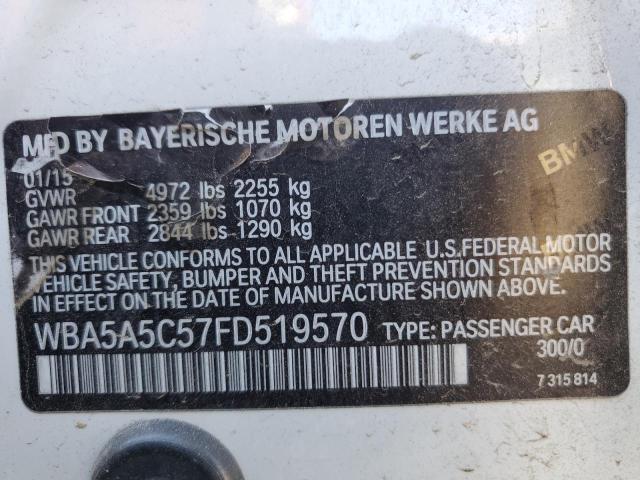 MFD BY BAYERISCHE MOTOREN WERKE AG
01/15
GVWR 4972 lbs 2255 kg
GAWR FRONT 2359 lbs 1070 kg
GAWR REAR 2844 lbs 1290 kg
THIS VEHICLE CONFORMS TO ALL APPLICABLE U.S.FEDERAL MOTOR
VEHICLE SAFETY, BUMPER AND THEFT PREVENTION STANDARDS
IN EFFECT ON THE DATE OF MANUFACTURE SHOWN ABOVE.
WBA5A5C57FD519570 TYPE: PASSENGER CAR
300/0
7 315 814
BMW